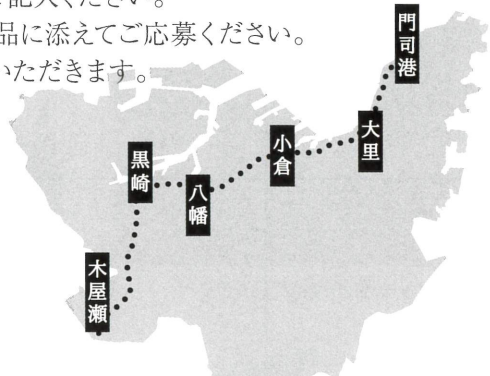 記入ください。
品に添えてご応募ください。
いただきます。
門司港
大里
小倉
八幡
黒崎
木屋瀬